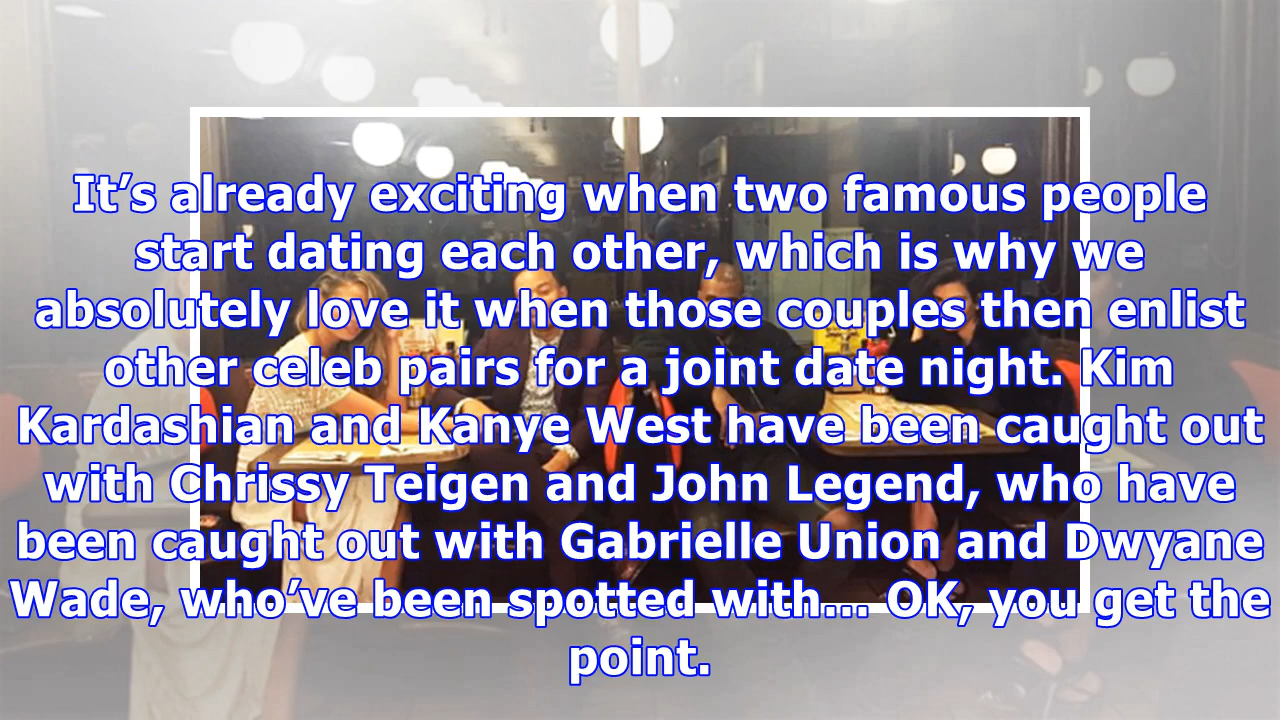 It’s already exciting when two famous people
start dating each other, which is why we
absolutely love it when those couples then enlist
other celeb pairs for a joint date night. Kim
Kardashian and Kanye West have been caught out
with Chrissy Teigen and John Legend, who have
been caught out with Gabrielle Union and Dwyane
Wade, who’ve been spotted with… OK, you get the
point.